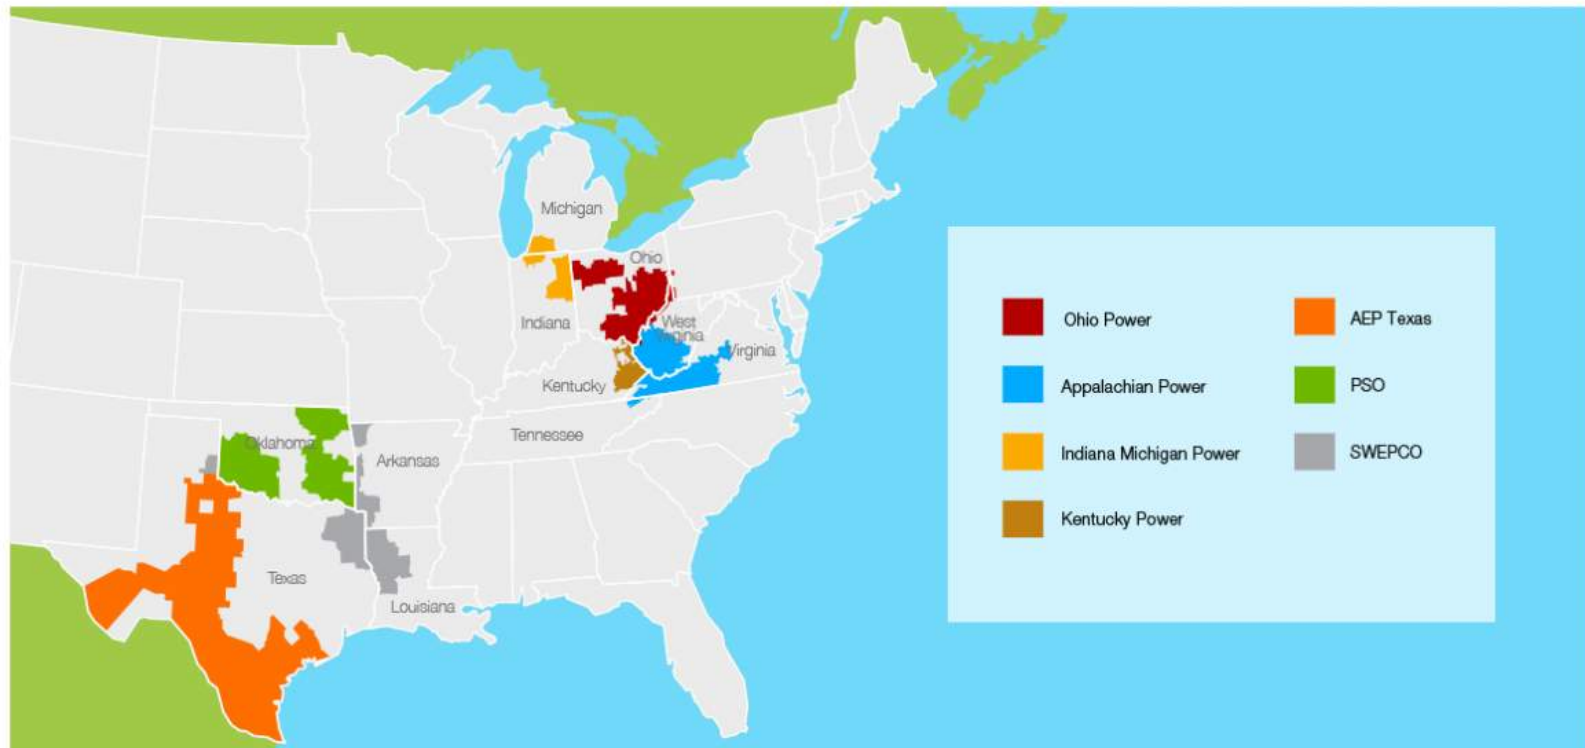 Michigan
Ohio
Indiana
West
Virginia
Virginia
Kentucky
Tennessee
Oklahoma
Arkansas
Texas
Louisiana
Ohio Power
Appalachian Power
Indiana Michigan Power
Kentucky Power
AEP Texas
PSO
SWEPCO